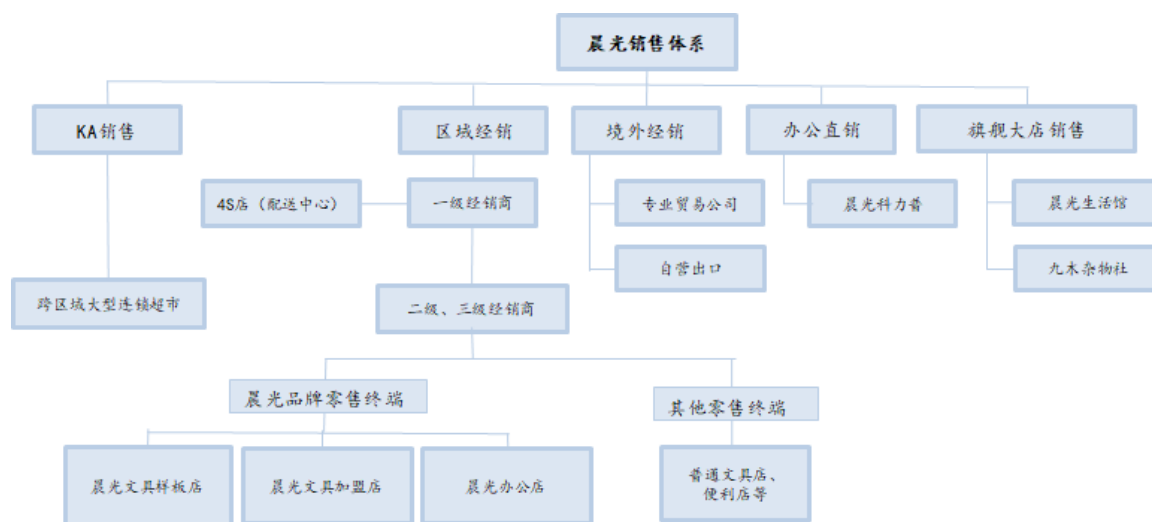 晨光销售体系
KA销售
区域经销
境外经销
办公直销
旗舰大店销售
4S店（配送中心）
一级经销商
专业贸易公司
晨光科力普
晨光生活馆
自营出口
九木杂物社
跨区域大型连锁超市
二级、三级经销商
晨光品牌零售终端
其他零售终端
晨光文具样板店
晨光文具加盟店
晨光办公店
普通文具店、
便利店等